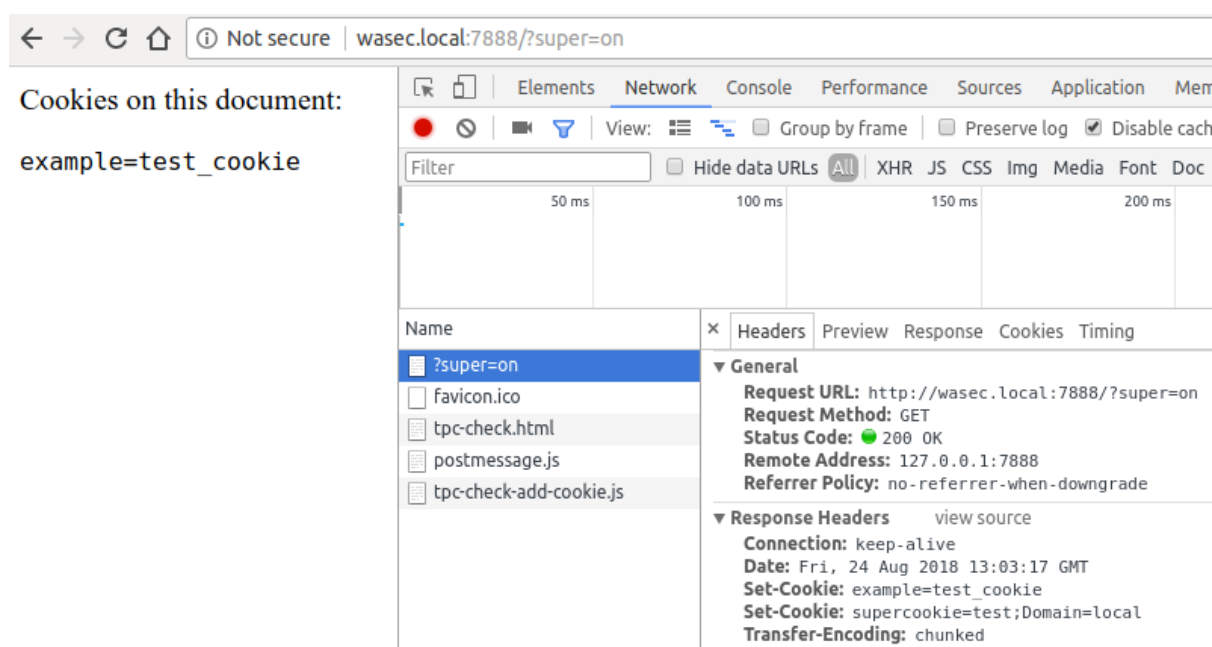 Not secure | wasec.local:7888/?super=on
Cookies on this document:
example=test_cookie
Elements Network Console Performance Sources Application Mem
View: Group by frame Preserve log Disable cach
Filter Hide data URLs All XHR JS CSS Img Media Font Doc
50 ms 100 ms 150 ms 200 ms
Name
?super=on
favicon.ico
tpc-check.html
postmessage.js
tpc-check-add-cookie.js
× Headers Preview Response Cookies Timing
▼ General
Request URL: http://wasec.local:7888/?super=on
Request Method: GET
Status Code: 200 OK
Remote Address: 127.0.0.1:7888
Referrer Policy: no-referrer-when-downgrade
▼ Response Headers view source
Connection: keep-alive
Date: Fri, 24 Aug 2018 13:03:17 GMT
Set-Cookie: example=test_cookie
Set-Cookie: supercookie=test;Domain=local
Transfer-Encoding: chunked